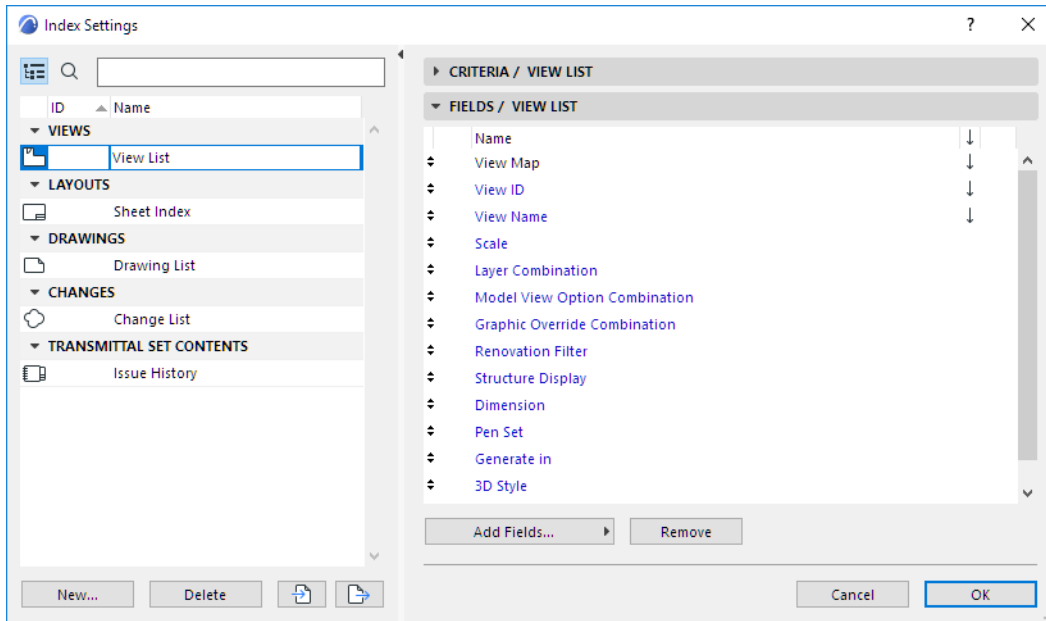 Index Settings
?
ID Name
VIEWS
View List
LAYOUTS
Sheet Index
DRAWINGS
Drawing List
CHANGES
Change List
TRANSMITTAL SET CONTENTS
Issue History
New...
Delete
CRITERIA / VIEW LIST
FIELDS / VIEW LIST
Name
View Map
View ID
View Name
Scale
Layer Combination
Model View Option Combination
Graphic Override Combination
Renovation Filter
Structure Display
Dimension
Pen Set
Generate in
3D Style
Add Fields...
Remove
Cancel
OK